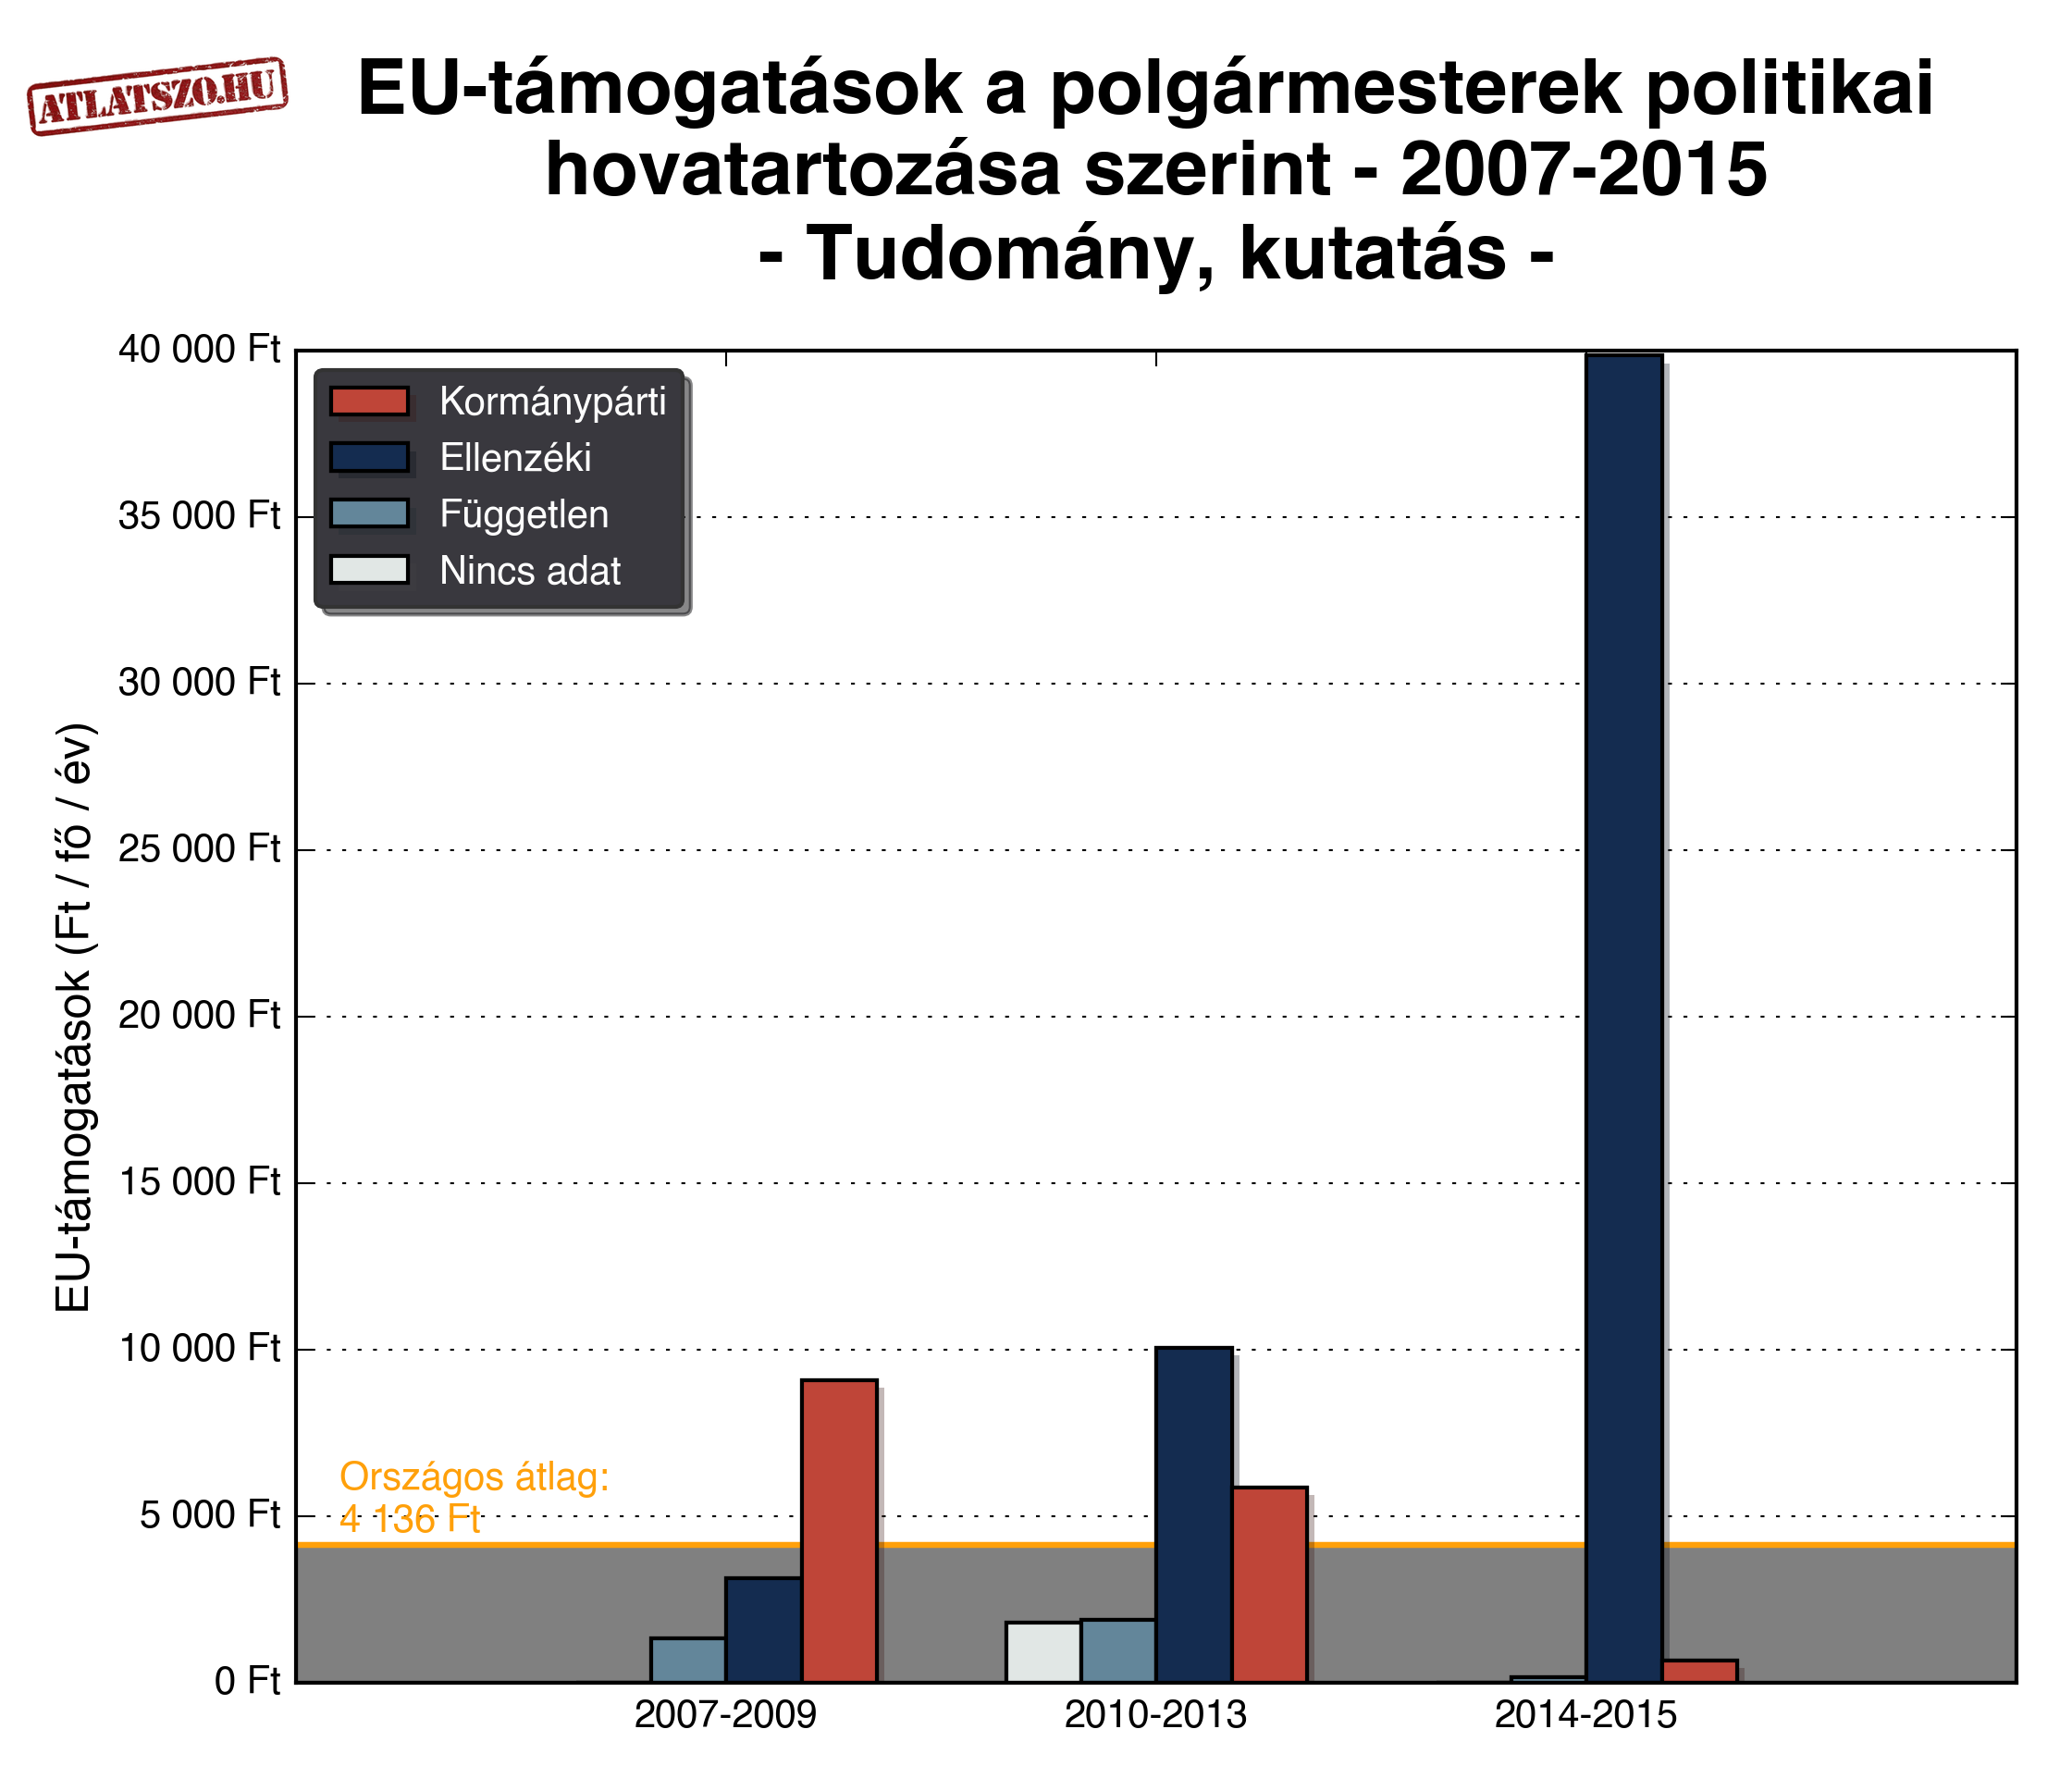 ATLATSZO.HU
EU-támogatások a polgármesterek politikai
hovatartozása szerint - 2007-2015
- Tudomány, kutatás -
40 000 Ft
35 000 Ft
30 000 Ft
25 000 Ft
20 000 Ft
15 000 Ft
10 000 Ft
5 000 Ft
0 Ft
EU-támogatások (Ft / fő / év)
Kormánypárti
Ellenzéki
Független
Nincs adat
Országos átlag:
4 136 Ft
2007-2009
2010-2013
2014-2015